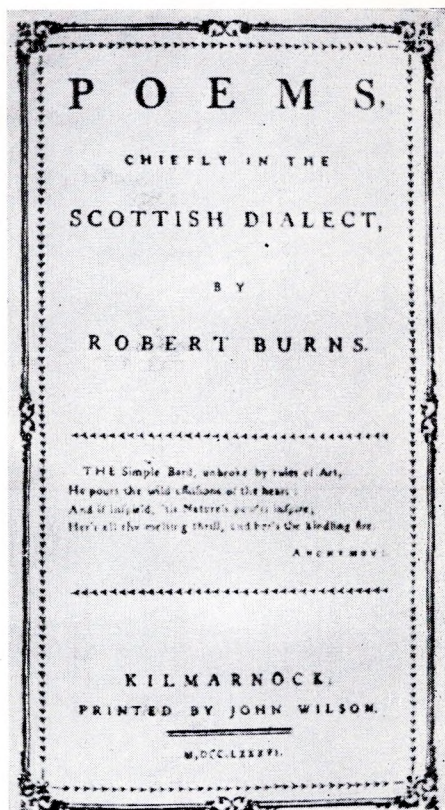 POEMS,
CHIEFLY IN THE
SCOTTISH DIALECT,
BY
ROBERT BURNS.
THE Simple Bard, unbroke by rules of Art,
He pours the wild effusions of the heart:
And if inspir'd, 'tis Nature's pow'rs inspire;
Her's all the melting thrill, and her's the kindling fire.
ANONYMOUS.
KILMARNOCK:
PRINTED BY JOHN WILSON.
M,DCC,LXXXVI.